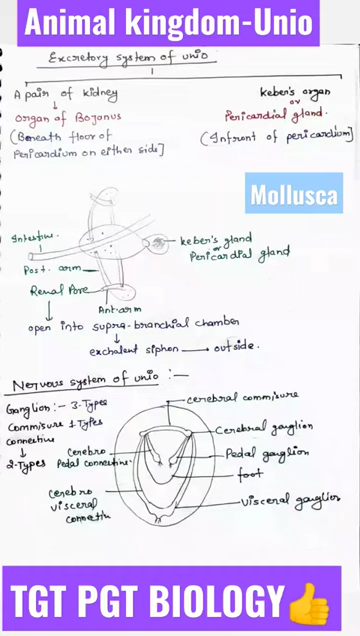 Animal kingdom-Unio
Excretory system of unio
A pair of kidney
organ of Bojanus
(Beneath floor of
Pericardium on either side]
Keber's organ
or
Pericardial gland.
(Infront of pericardium]
Mollusca
Intestine
Post. arm
Renal Pore
Ant.arm
Keber's gland
or
Pericardial gland
open into supra-branchial chamber
exchalent siphon → outside.
Nervous system of unio :-
Ganglion :- 3-Types
Commisure 1 Types
Connective
2-Types
cerebral commisure
Cerebral ganglion
Cerebro
Pedal connective
Pedal ganglion
foot
cerebro
visceral
visceral ganglion
TGT PGT BIOLOGY👍